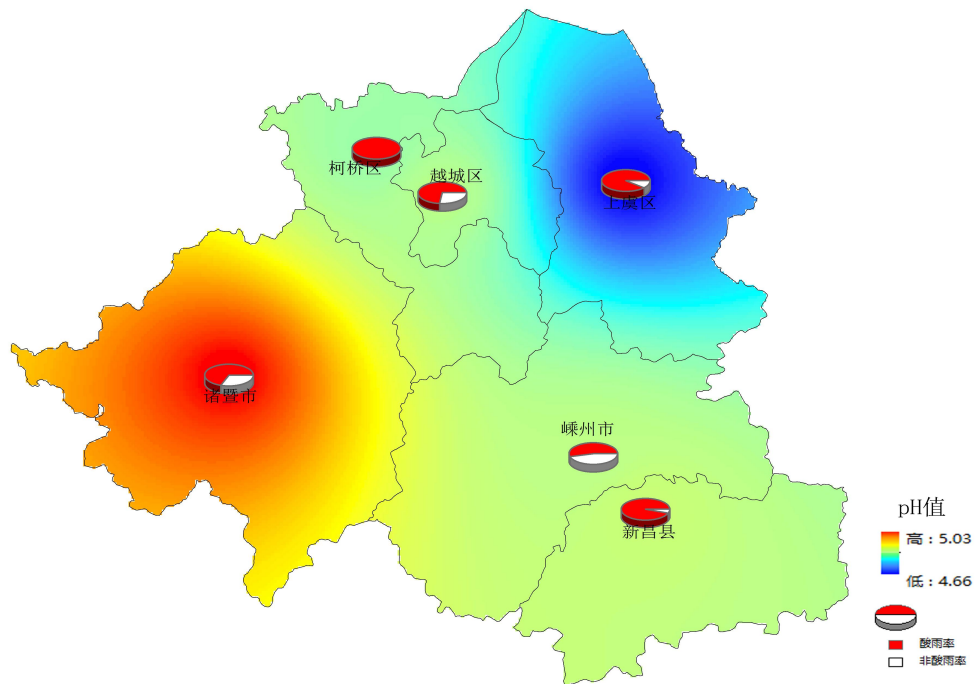 柯桥区
越城区
上虞区
诸暨市
嵊州市
新昌县
pH值
高：5.03
低：4.66
酸雨率
非酸雨率